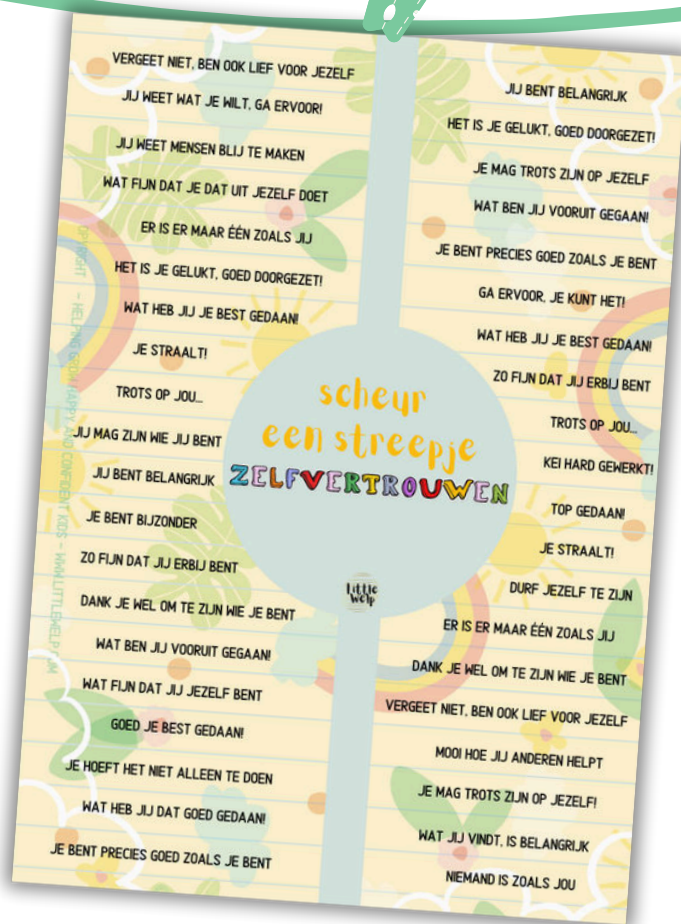 VERGEET NIET, BEN OOK LIEF VOOR JEZELF
JIJ WEET WAT JE WILT, GA ERVOOR!
JIJ WEET MENSEN BLIJ TE MAKEN
WAT FIJN DAT JE DAT UIT JEZELF DOET
ER IS ER MAAR ÉÉN ZOALS JIJ
HET IS JE GELUKT, GOED DOORGEZET!
WAT HEB JIJ JE BEST GEDAAN!
JE STRAALT!
TROTS OP JOU...
JIJ MAG ZIJN WIE JIJ BENT
JIJ BENT BELANGRIJK
JE BENT BIJZONDER
ZO FIJN DAT JIJ ERBIJ BENT
DANK JE WEL OM TE ZIJN WIE JE BENT
WAT BEN JIJ VOORUIT GEGAAN!
WAT FIJN DAT JIJ JEZELF BENT
GOED JE BEST GEDAAN!
JE HOEFT HET NIET ALLEEN TE DOEN
WAT HEB JIJ DAT GOED GEDAAN!
JE BENT PRECIES GOED ZOALS JE BENT
scheur
een streepje
ZELFVERTROUWEN
little
welp
JIJ BENT BELANGRIJK
HET IS JE GELUKT, GOED DOORGEZET!
JE MAG TROTS ZIJN OP JEZELF
WAT BEN JIJ VOORUIT GEGAAN!
JE BENT PRECIES GOED ZOALS JE BENT
GA ERVOOR, JE KUNT HET!
WAT HEB JIJ JE BEST GEDAAN!
ZO FIJN DAT JIJ ERBIJ BENT
TROTS OP JOU...
KEI HARD GEWERKT!
TOP GEDAAN!
JE STRAALT!
DURF JEZELF TE ZIJN
ER IS ER MAAR ÉÉN ZOALS JIJ
DANK JE WEL OM TE ZIJN WIE JE BENT
VERGEET NIET, BEN OOK LIEF VOOR JEZELF
MOOI HOE JIJ ANDEREN HELPT
JE MAG TROTS ZIJN OP JEZELF!
WAT JIJ VINDT, IS BELANGRIJK
NIEMAND IS ZOALS JOU
HAPPY AND CONFIDENT KIDS